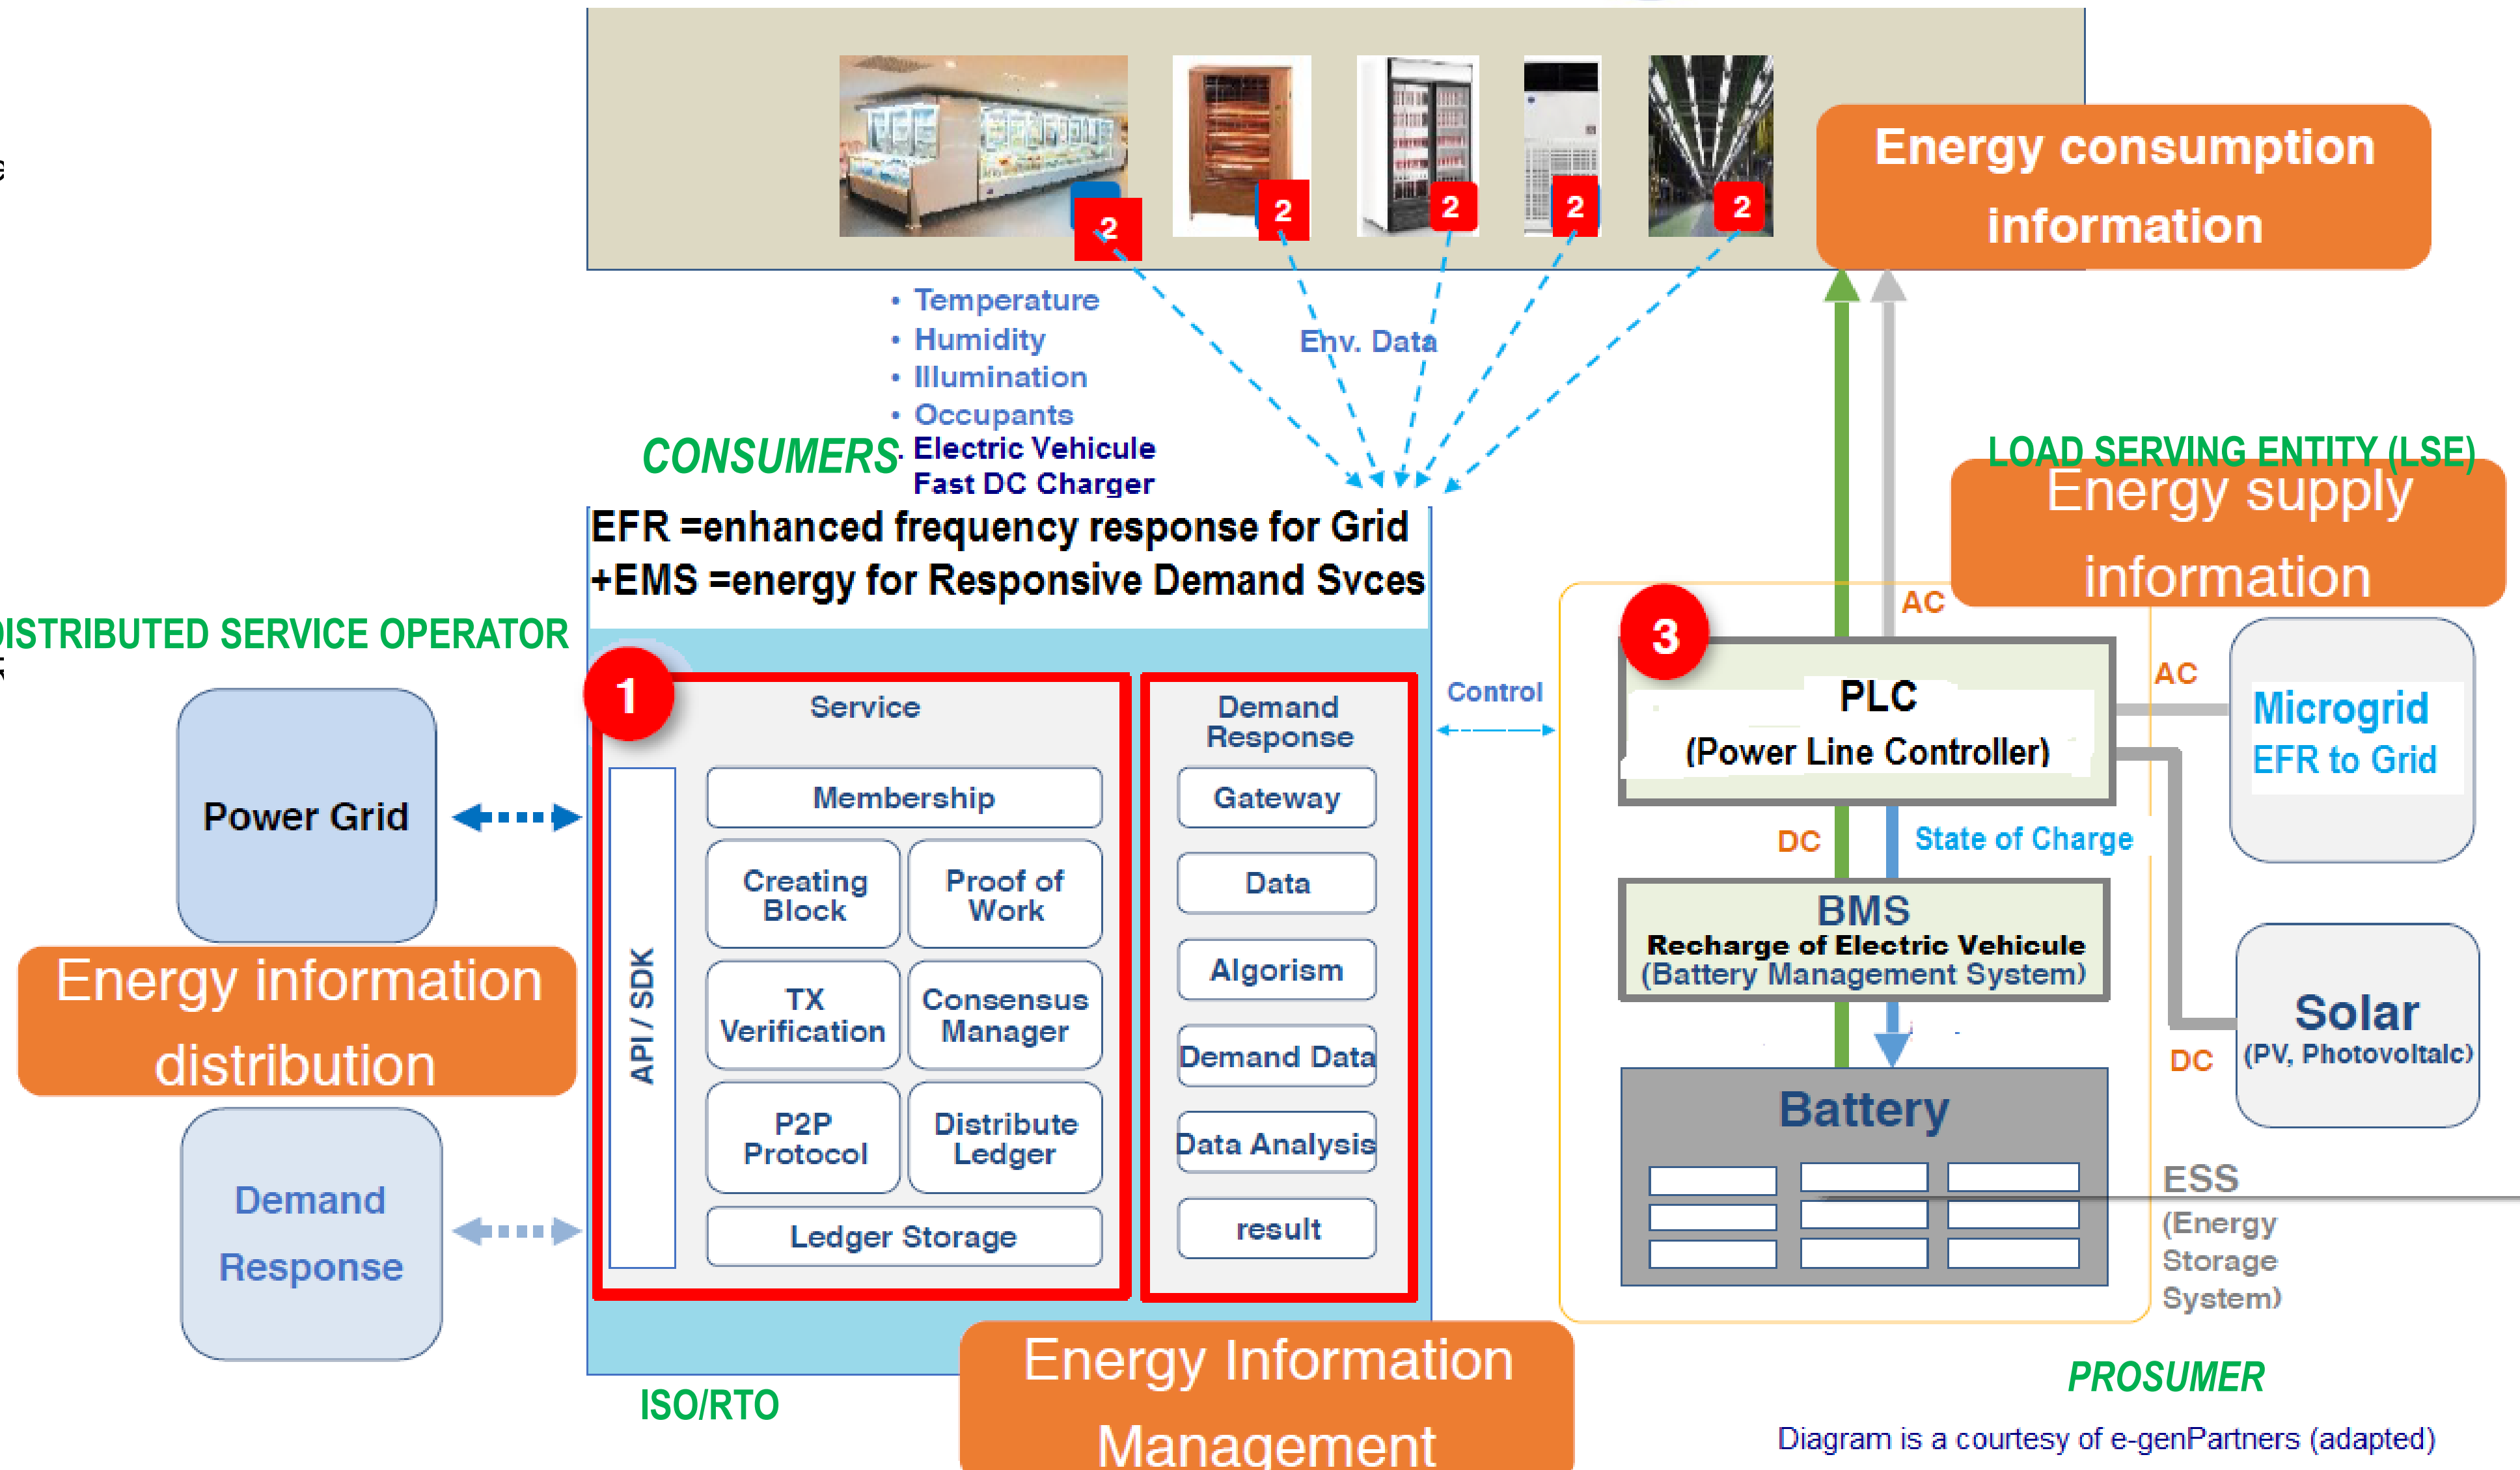 2
2
2
2
2
Energy consumption
information
• Temperature
• Humidity
• Illumination
• Occupants
. Electric Vehicule
Fast DC Charger
Env. Data
CONSUMERS
LOAD SERVING ENTITY (LSE)
Energy supply
information
EFR =enhanced frequency response for Grid
+EMS =energy for Responsive Demand Svces
DISTRIBUTED SERVICE OPERATOR
Power Grid
Energy information
distribution
Demand
Response
1
Service
API / SDK
Membership
Creating
Block
Proof of
Work
TX
Verification
Consensus
Manager
P2P
Protocol
Distribute
Ledger
Ledger Storage
Demand
Response
Gateway
Data
Algorism
Demand Data
Data Analysis
result
Control
3
AC
PLC
(Power Line Controller)
AC
Microgrid
EFR to Grid
DC
State of Charge
BMS
Recharge of Electric Vehicule
(Battery Management System)
Solar
(PV, Photovoltalc)
DC
Battery
ESS
(Energy
Storage
System)
ISO/RTO
Energy Information
Management
PROSUMER
Diagram is a courtesy of e-genPartners (adapted)